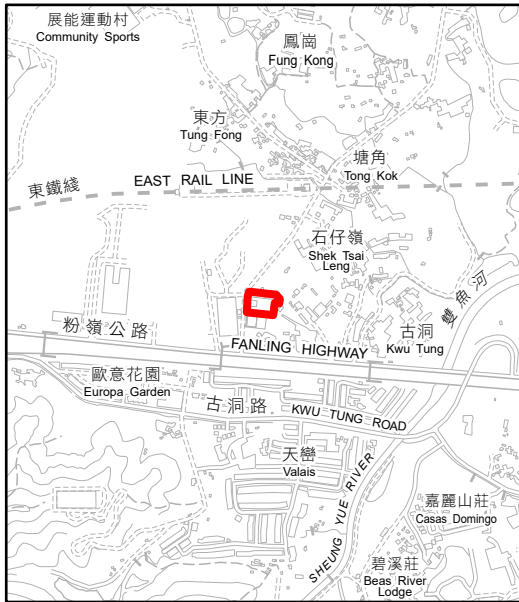 展能運動村
Community Sports
鳳崗
Fung Kong
東方
Tung Fong
塘角
Tong Kok
東鐵綫
EAST RAIL LINE
石仔嶺
Shek Tsai
Leng
雙魚河
粉嶺公路
FANLING HIGHWAY
古洞
Kwu Tung
歐意花園
Europa Garden
古洞路
KWU TUNG ROAD
天巒
Valais
SHEUNG YUE RIVER
嘉麗山莊
Casas Domingo
碧溪莊
Beas River
Lodge